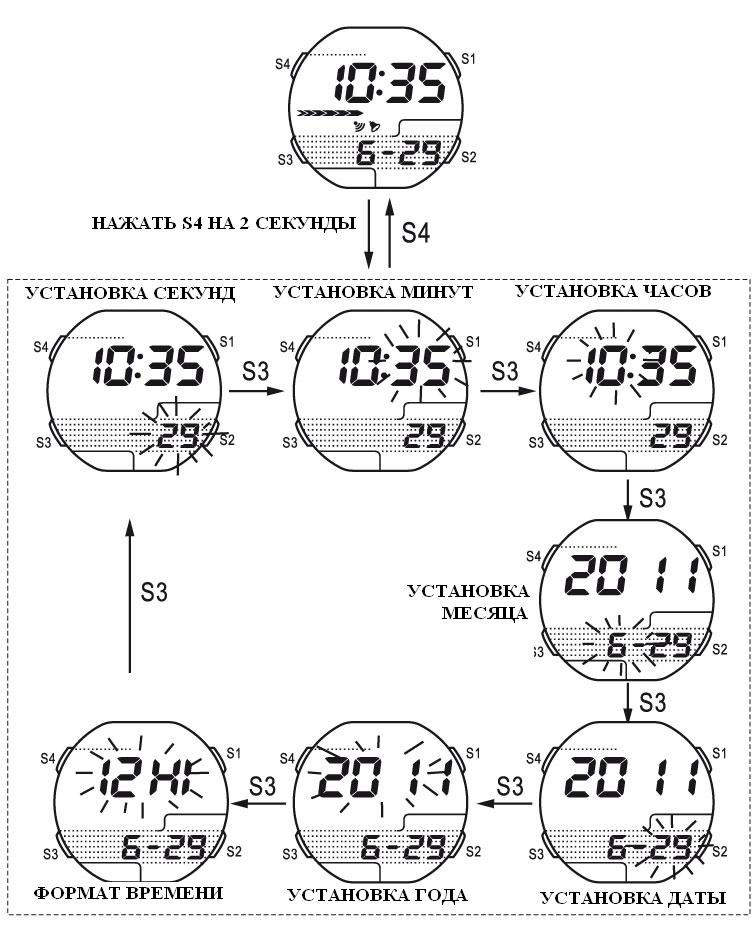 S4 S1
10:35
S3 6-29 S2
НАЖАТЬ S4 НА 2 СЕКУНДЫ
S4
УСТАНОВКА СЕКУНД
УСТАНОВКА МИНУТ
УСТАНОВКА ЧАСОВ
S4 S1
10:35
S3 29 S2
S3
S4 S1
10:35
S3 29 S2
S3
S4 S1
10:35
S3 29 S2
S3
S4 S1
2011
S3 6-29 S2
УСТАНОВКА
МЕСЯЦА
S3
S3
S4 S1
12Hr
S3 6-29 S2
ФОРМАТ ВРЕМЕНИ
S3
S4 S1
2011
S3 6-29 S2
УСТАНОВКА ГОДА
S3
S4 S1
2011
S3 6-29 S2
УСТАНОВКА ДАТЫ